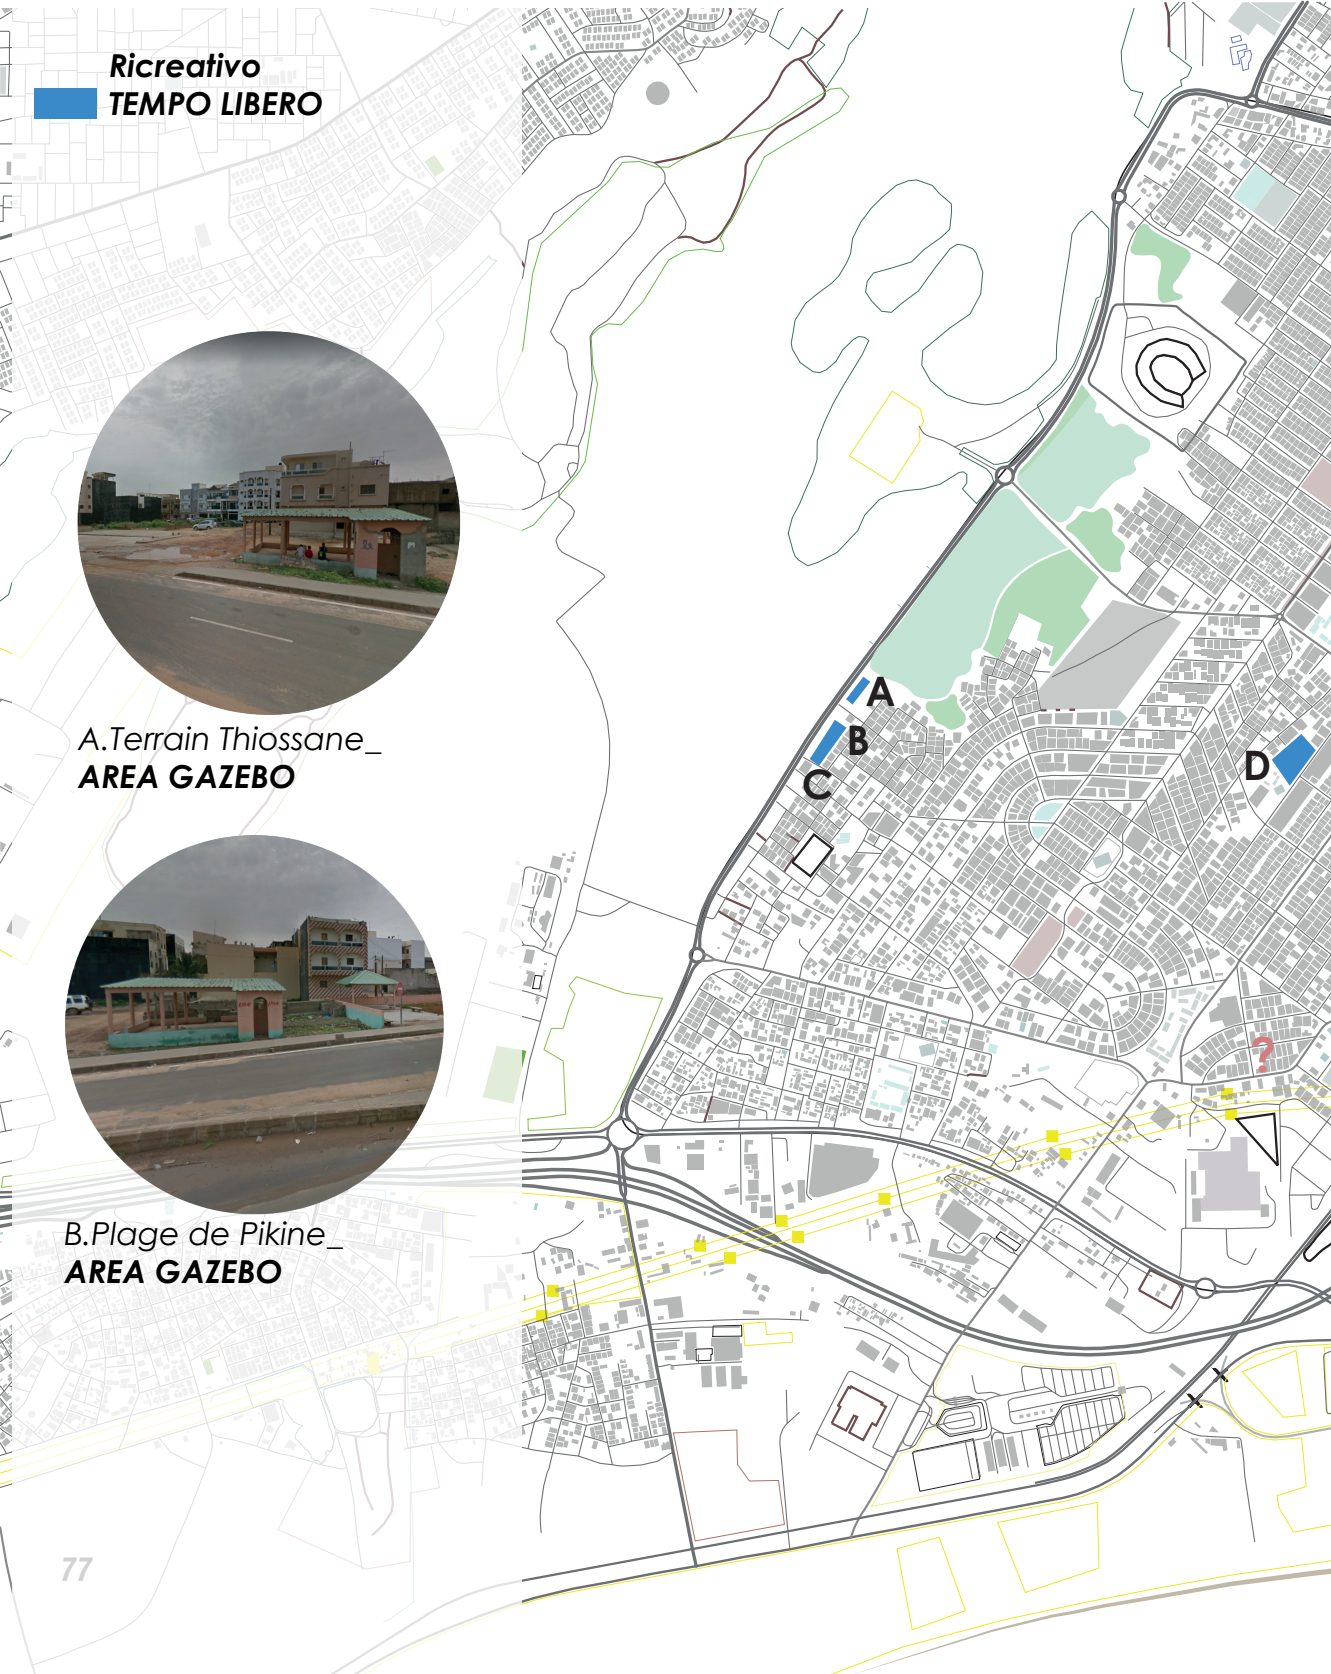 Ricreativo
TEMPO LIBERO
A.Terrain Thiossane_
AREA GAZEBO
B.Plage de Pikine_
AREA GAZEBO
A
B
C
D
?
77